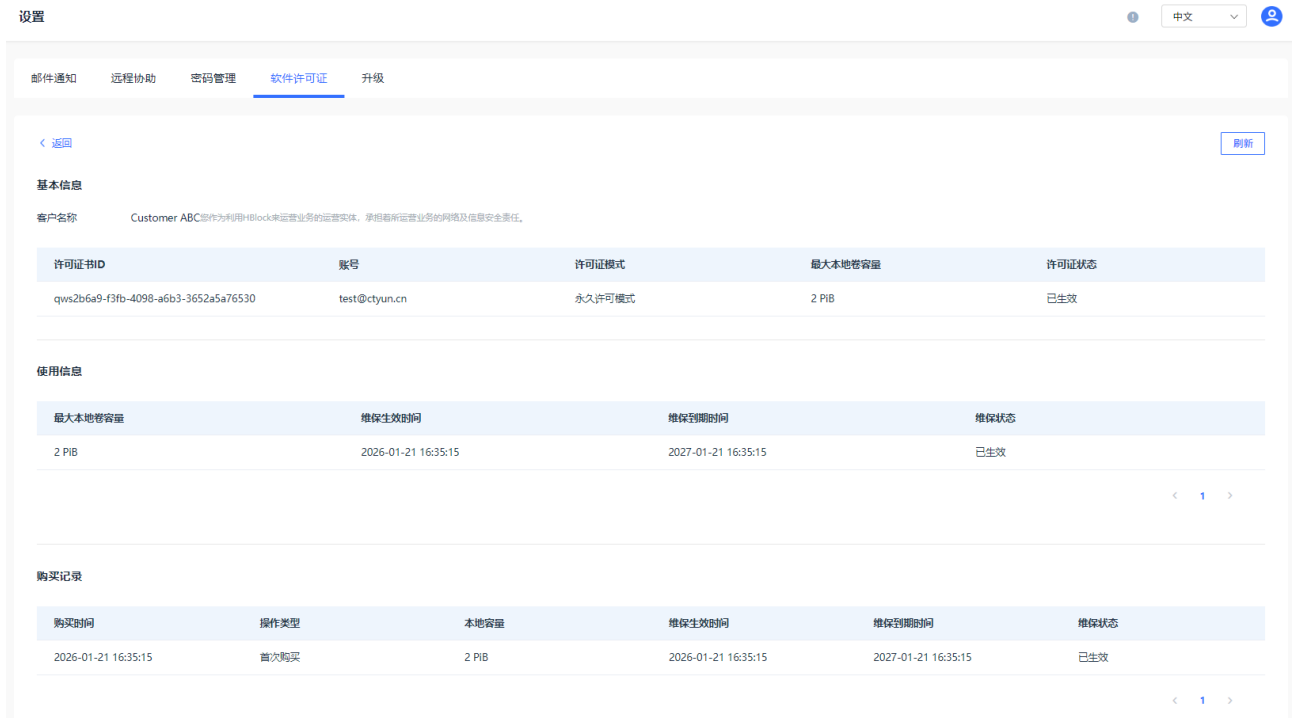 设置
中文
邮件通知 远程协助 密码管理 软件许可证 升级
返回 刷新
基本信息
客户名称 Customer ABC您作为利用HBlock来运营业务的运营实体，承担着所运营业务的网络及信息安全责任。
许可证书ID 账号 许可证模式 最大本地卷容量 许可证状态
qws2b6a9-f3fb-4098-a6b3-3652a5a76530 test@ctyun.cn 永久许可模式 2 PiB 已生效
使用信息
最大本地卷容量 维保生效时间 维保到期时间 维保状态
2 PiB 2026-01-21 16:35:15 2027-01-21 16:35:15 已生效
1
购买记录
购买时间 操作类型 本地容量 维保生效时间 维保到期时间 维保状态
2026-01-21 16:35:15 首次购买 2 PiB 2026-01-21 16:35:15 2027-01-21 16:35:15 已生效
1